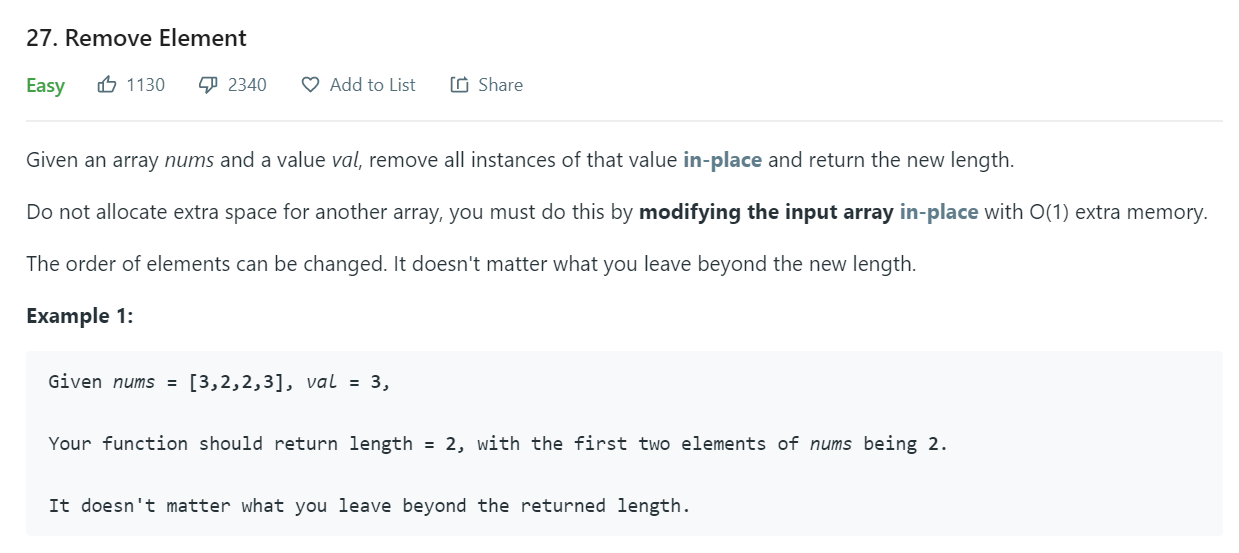 27. Remove Element
Easy 1130 2340 Add to List Share
Given an array nums and a value val, remove all instances of that value in-place and return the new length.
Do not allocate extra space for another array, you must do this by modifying the input array in-place with O(1) extra memory.
The order of elements can be changed. It doesn't matter what you leave beyond the new length.
Example 1:
Given nums = [3,2,2,3], val = 3,
Your function should return length = 2, with the first two elements of nums being 2.
It doesn't matter what you leave beyond the returned length.